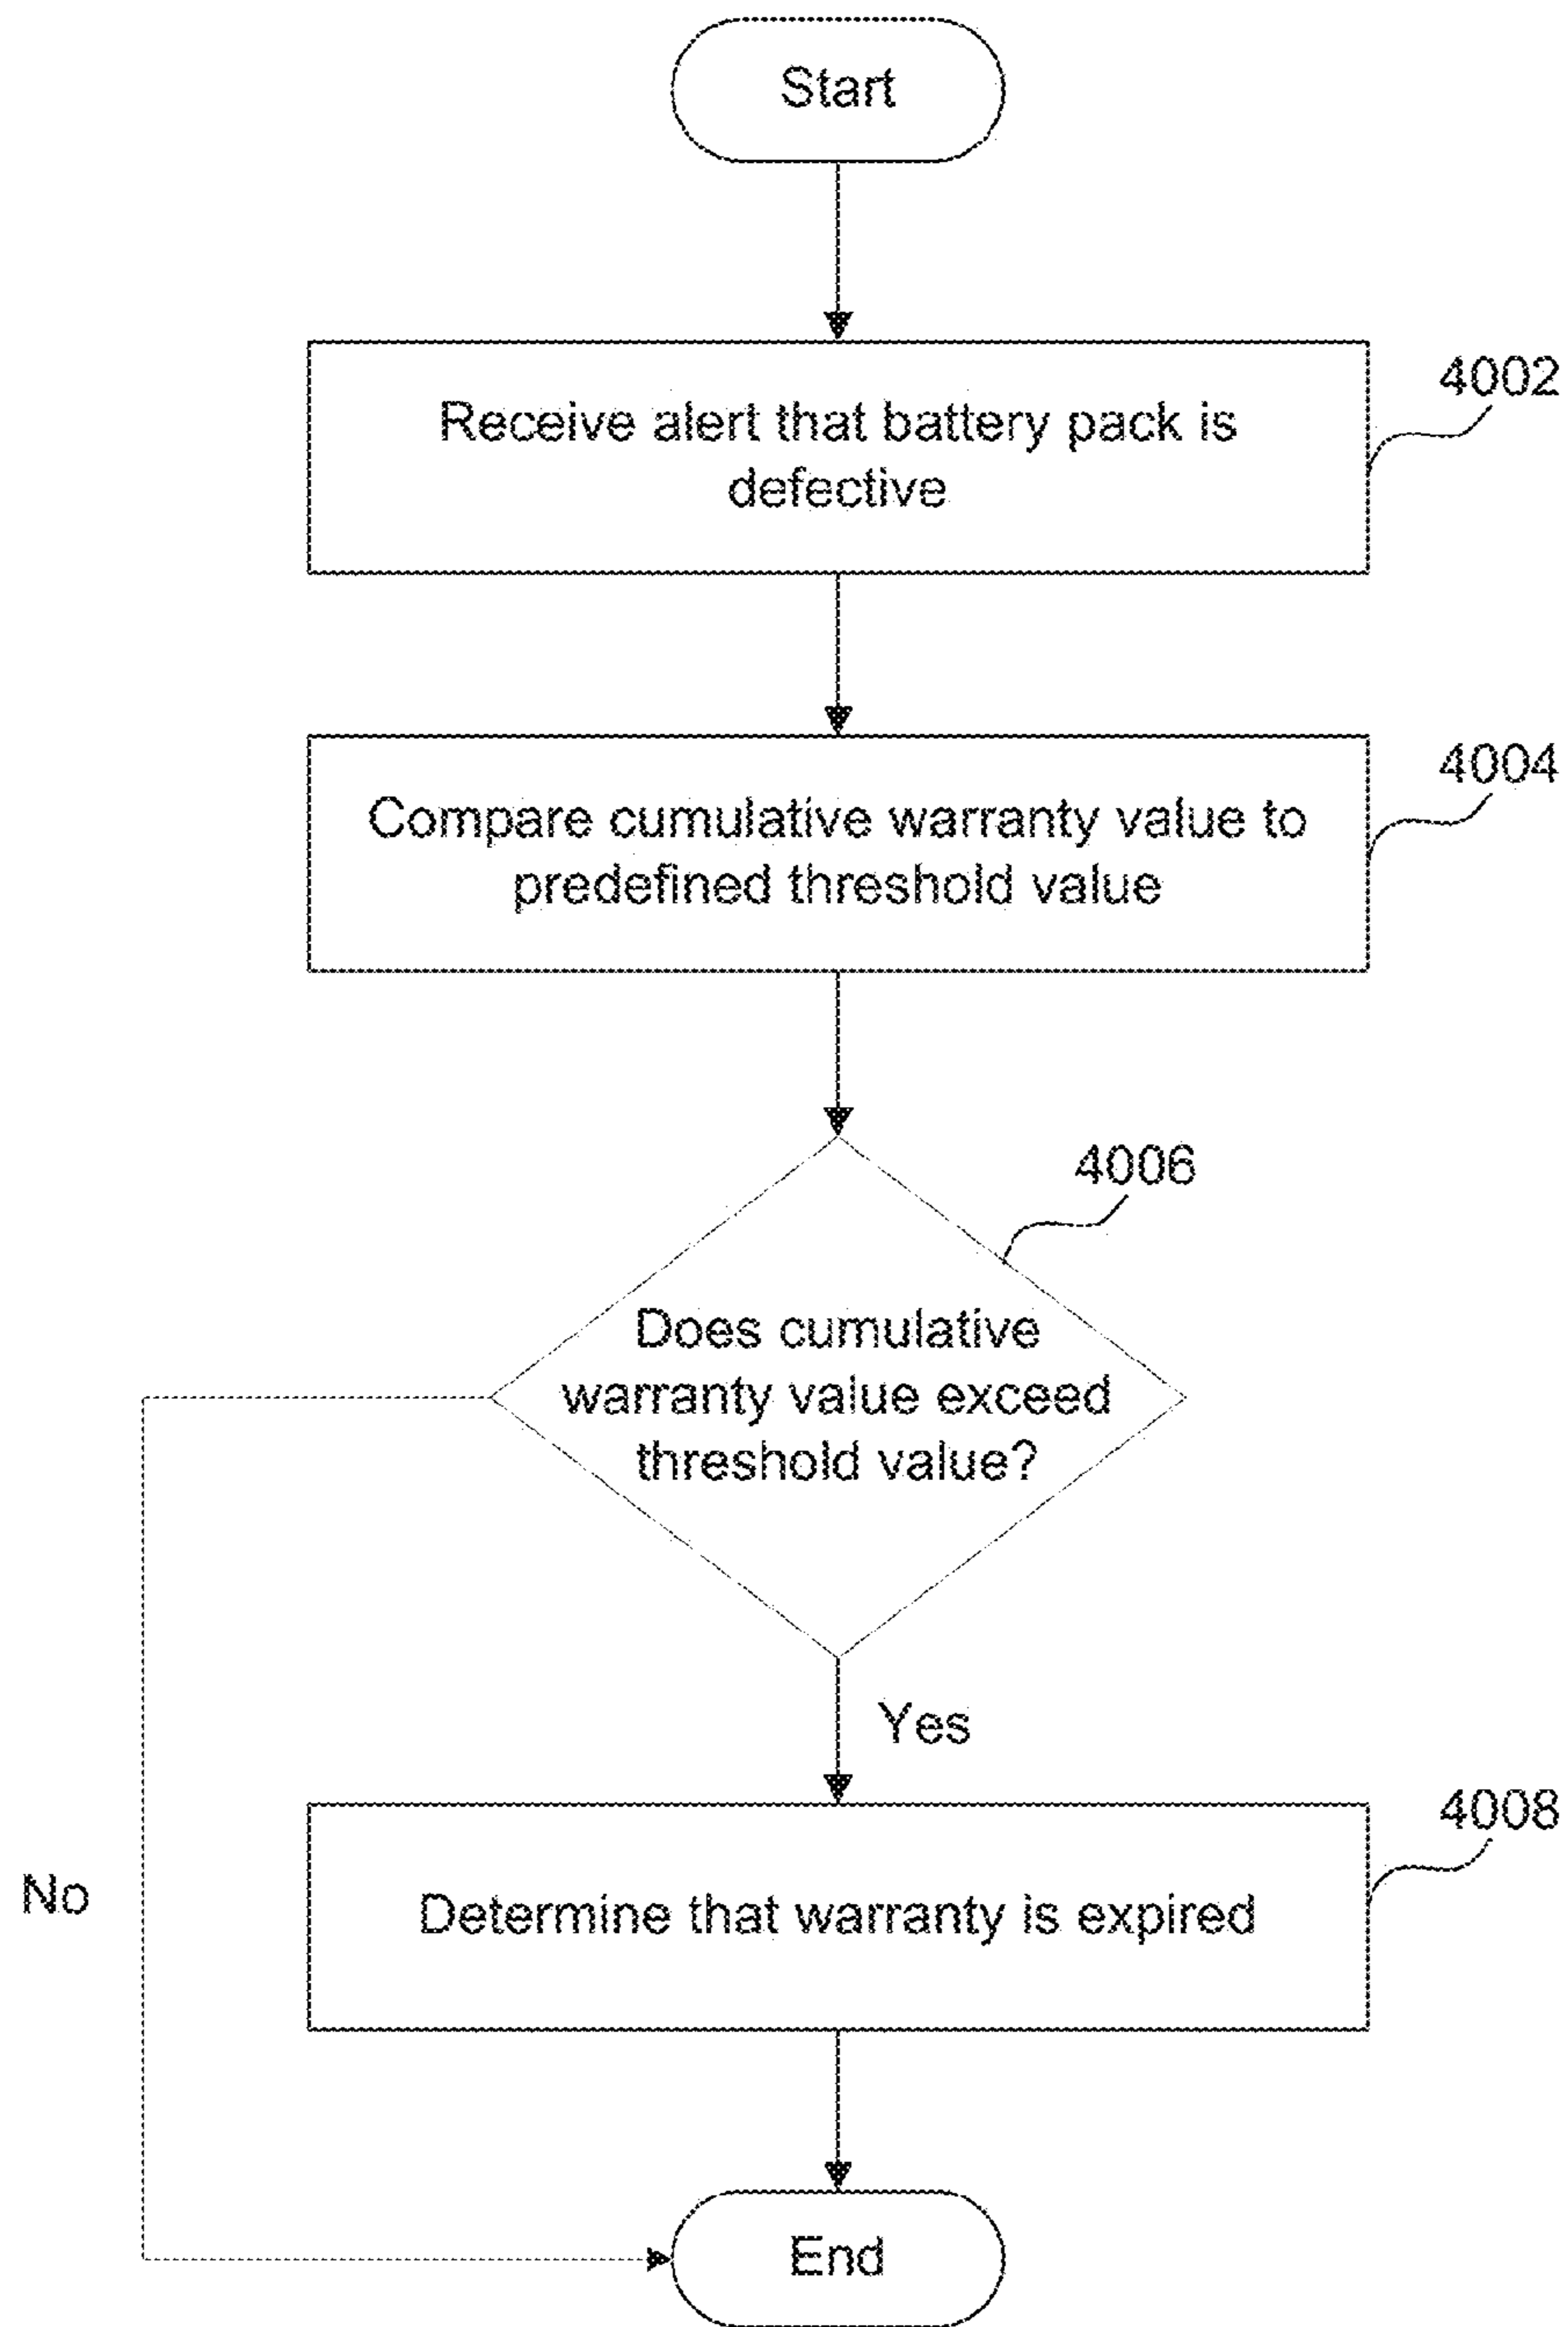 Start
Receive alert that battery pack is
defective
4002
Compare cumulative warranty value to
predefined threshold value
4004
4006
Does cumulative
warranty value exceed
threshold value?
Yes
No
Determine that warranty is expired
4008
End